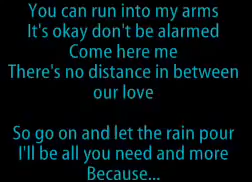 You can run into my arms
It's okay don't be alarmed
Come here me
There's no distance in between
our love
So go on and let the rain pour
I'll be all you need and more
Because...